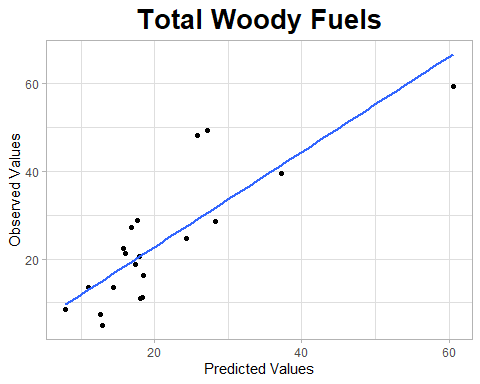 Total Woody Fuels
Observed Values
60
40
20
20 40 60
Predicted Values